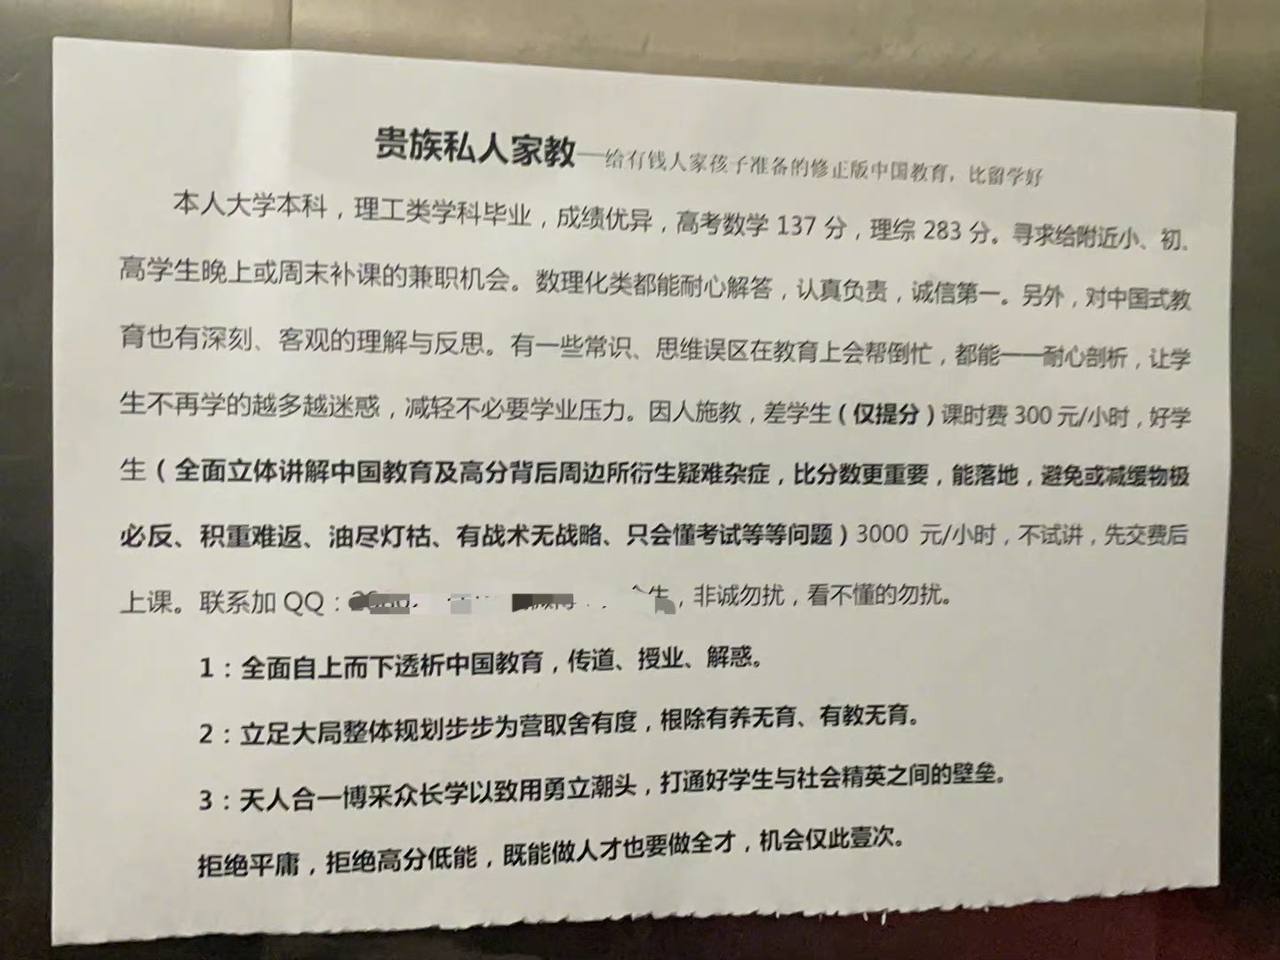 贵族私人家教——给有钱人家孩子准备的修正版中国教育，比留学好
本人大学本科，理工类学科毕业，成绩优异，高考数学 137 分，理综 283 分。寻求给附近小、初、
高学生晚上或周末补课的兼职机会。数理化类都能耐心解答，认真负责，诚信第一。另外，对中国式教
育也有深刻、客观的理解与反思。有一些常识、思维误区在教育上会帮倒忙，都能一一耐心剖析，让学
生不再学的越多越迷惑，减轻不必要学业压力。因人施教，差学生（仅提分）课时费 300 元/小时，好学
生（全面立体讲解中国教育及高分背后周边所衍生疑难杂症，比分数更重要，能落地，避免或减缓物极
必反、积重难返、油尽灯枯、有战术无战略、只会懂考试等等问题）3000 元/小时，不试讲，先交费后
上课。联系加 QQ：，非诚勿扰，看不懂的勿扰。
1：全面自上而下透析中国教育，传道、授业、解惑。
2：立足大局整体规划步步为营取舍有度，根除有养无育、有教无育。
3：天人合一博采众长学以致用勇立潮头，打通好学生与社会精英之间的壁垒。
拒绝平庸，拒绝高分低能，既能做人才也要做全才，机会仅此壹次。